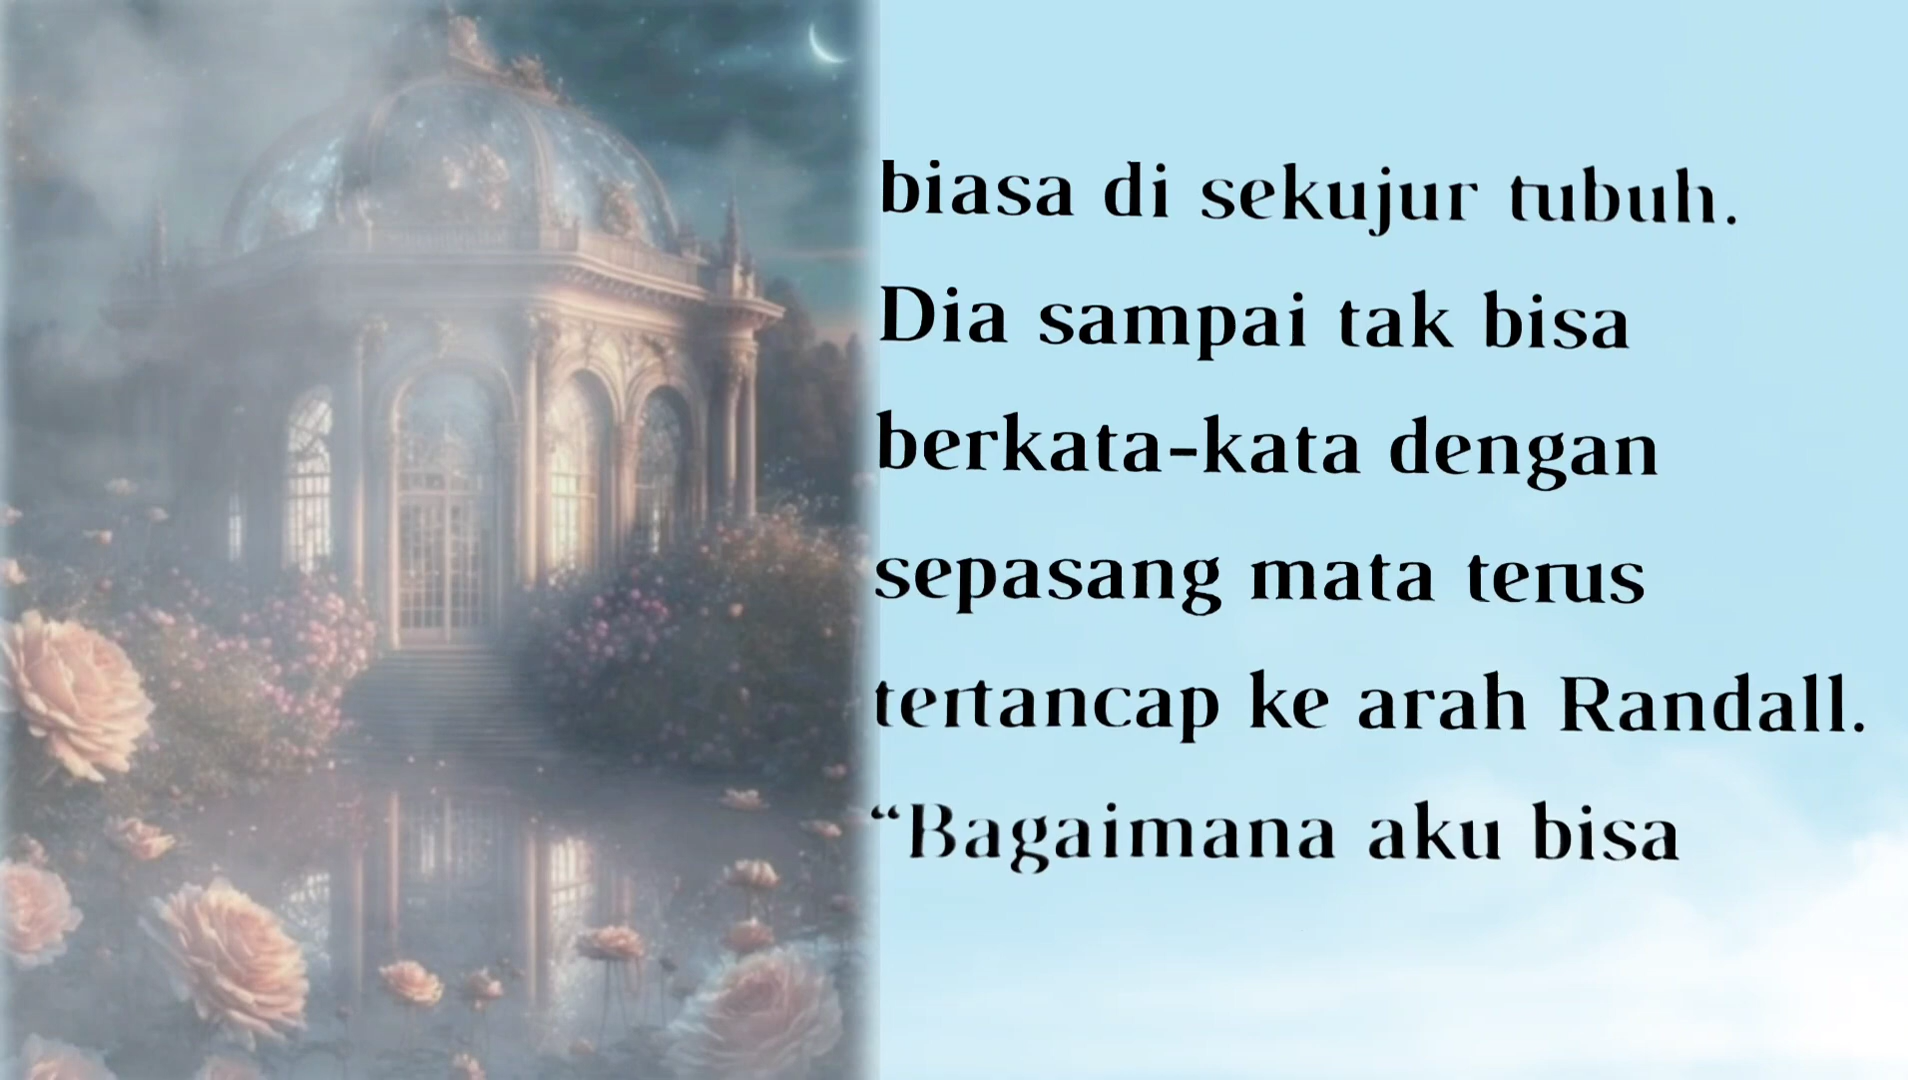 biasa di sekujur tubuh.
Dia sampai tak bisa
berkata-kata dengan
sepasang mata terus
tertancap ke arah Randall.
“Bagaimana aku bisa